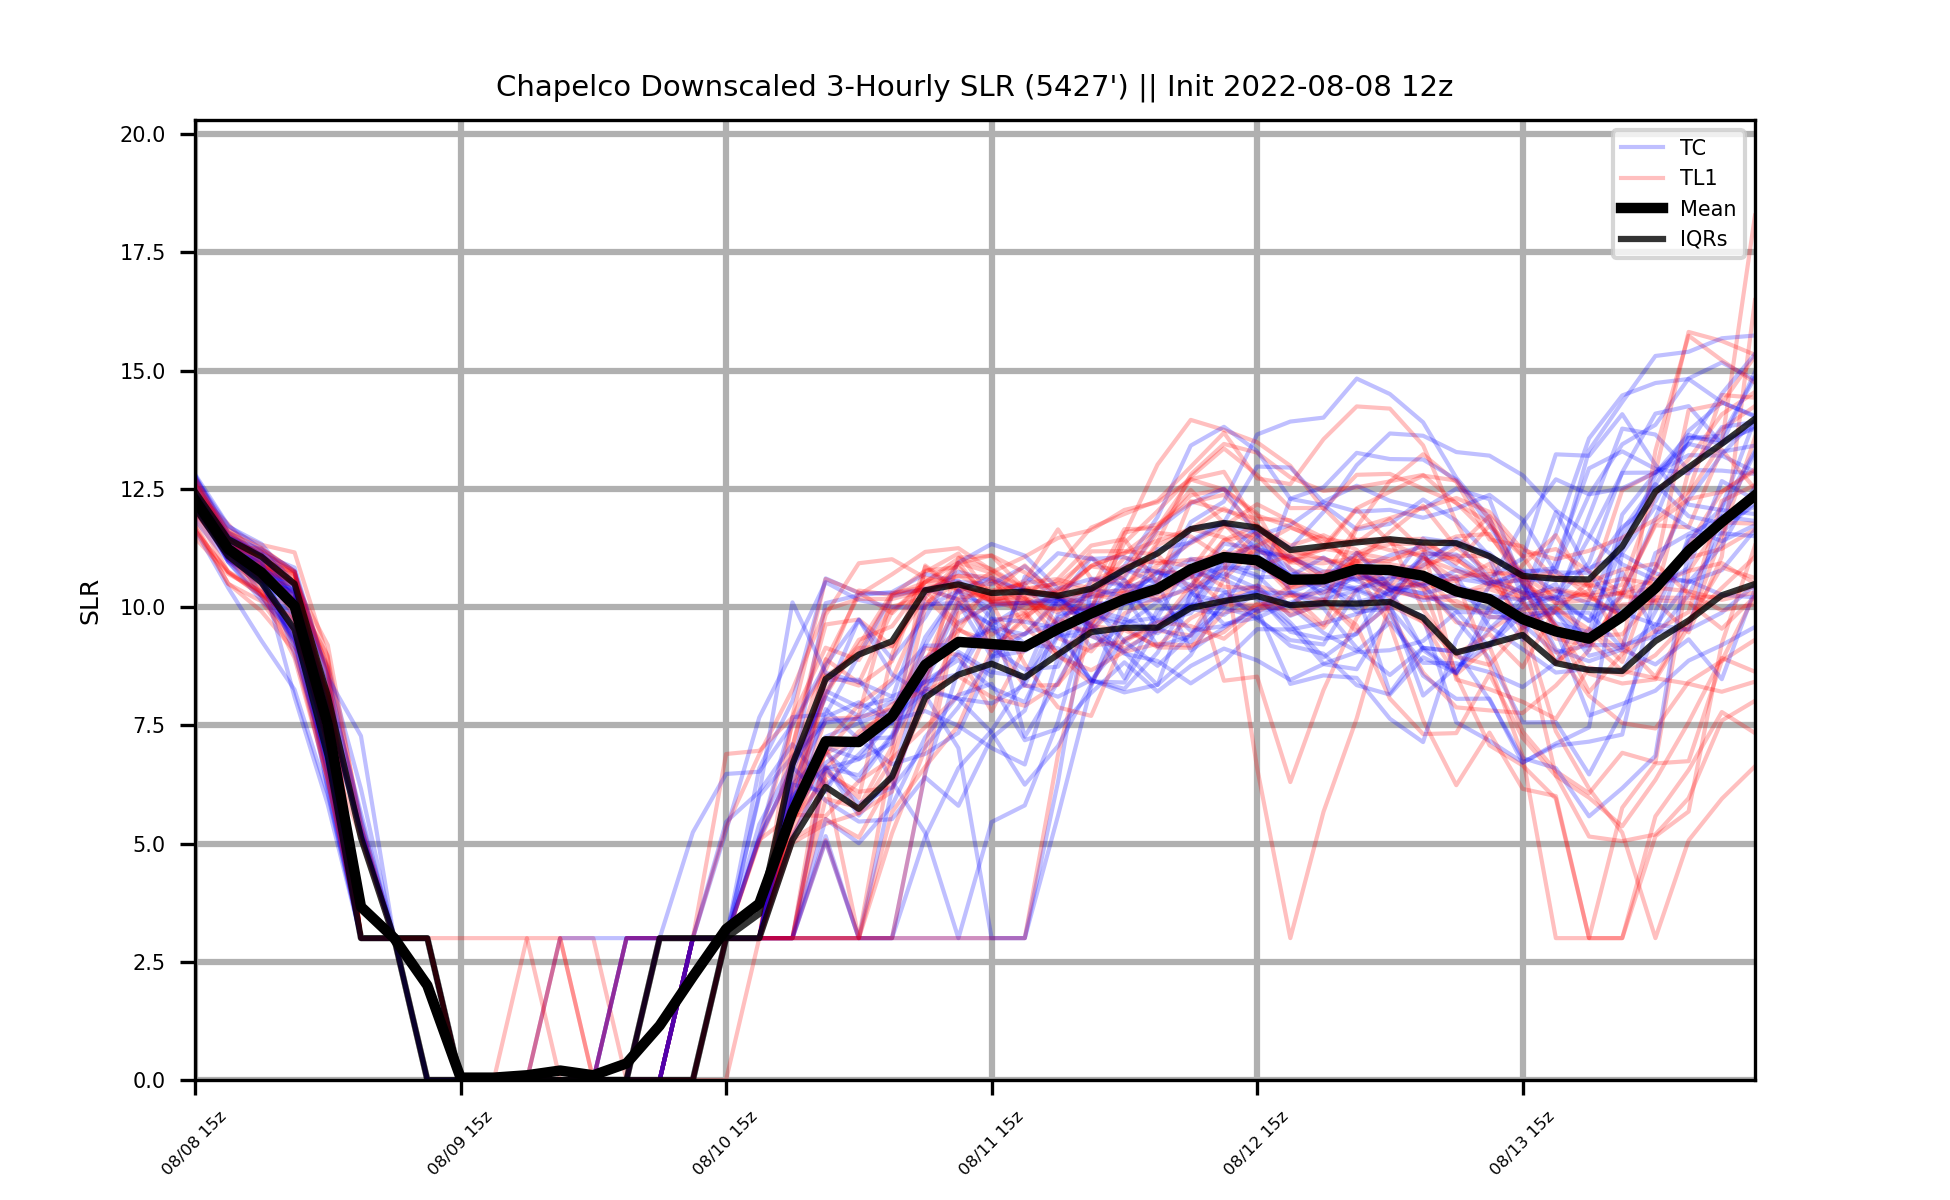 Chapelco Downscaled 3-Hourly SLR (5427') || Init 2022-08-08 12z
20.0
17.5
15.0
12.5
10.0
7.5
5.0
2.5
0.0
SLR
TC
TL1
Mean
IQRs
08/08 15z
08/09 15z
08/10 15z
08/11 15z
08/12 15z
08/13 15z